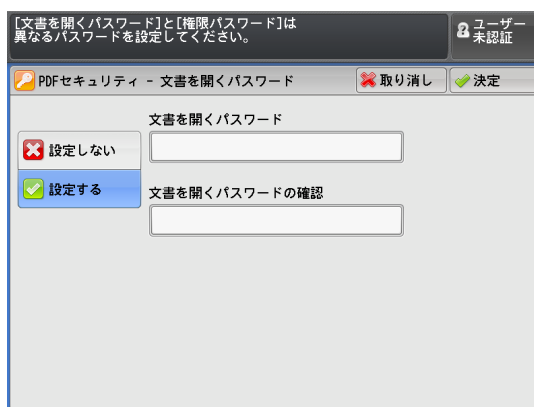 [文書を開くパスワード]と[権限パスワード]は
異なるパスワードを設定してください。
ユーザー
未認証
PDFセキュリティ - 文書を開くパスワード
取り消し
決定
文書を開くパスワード
設定しない
設定する
文書を開くパスワードの確認